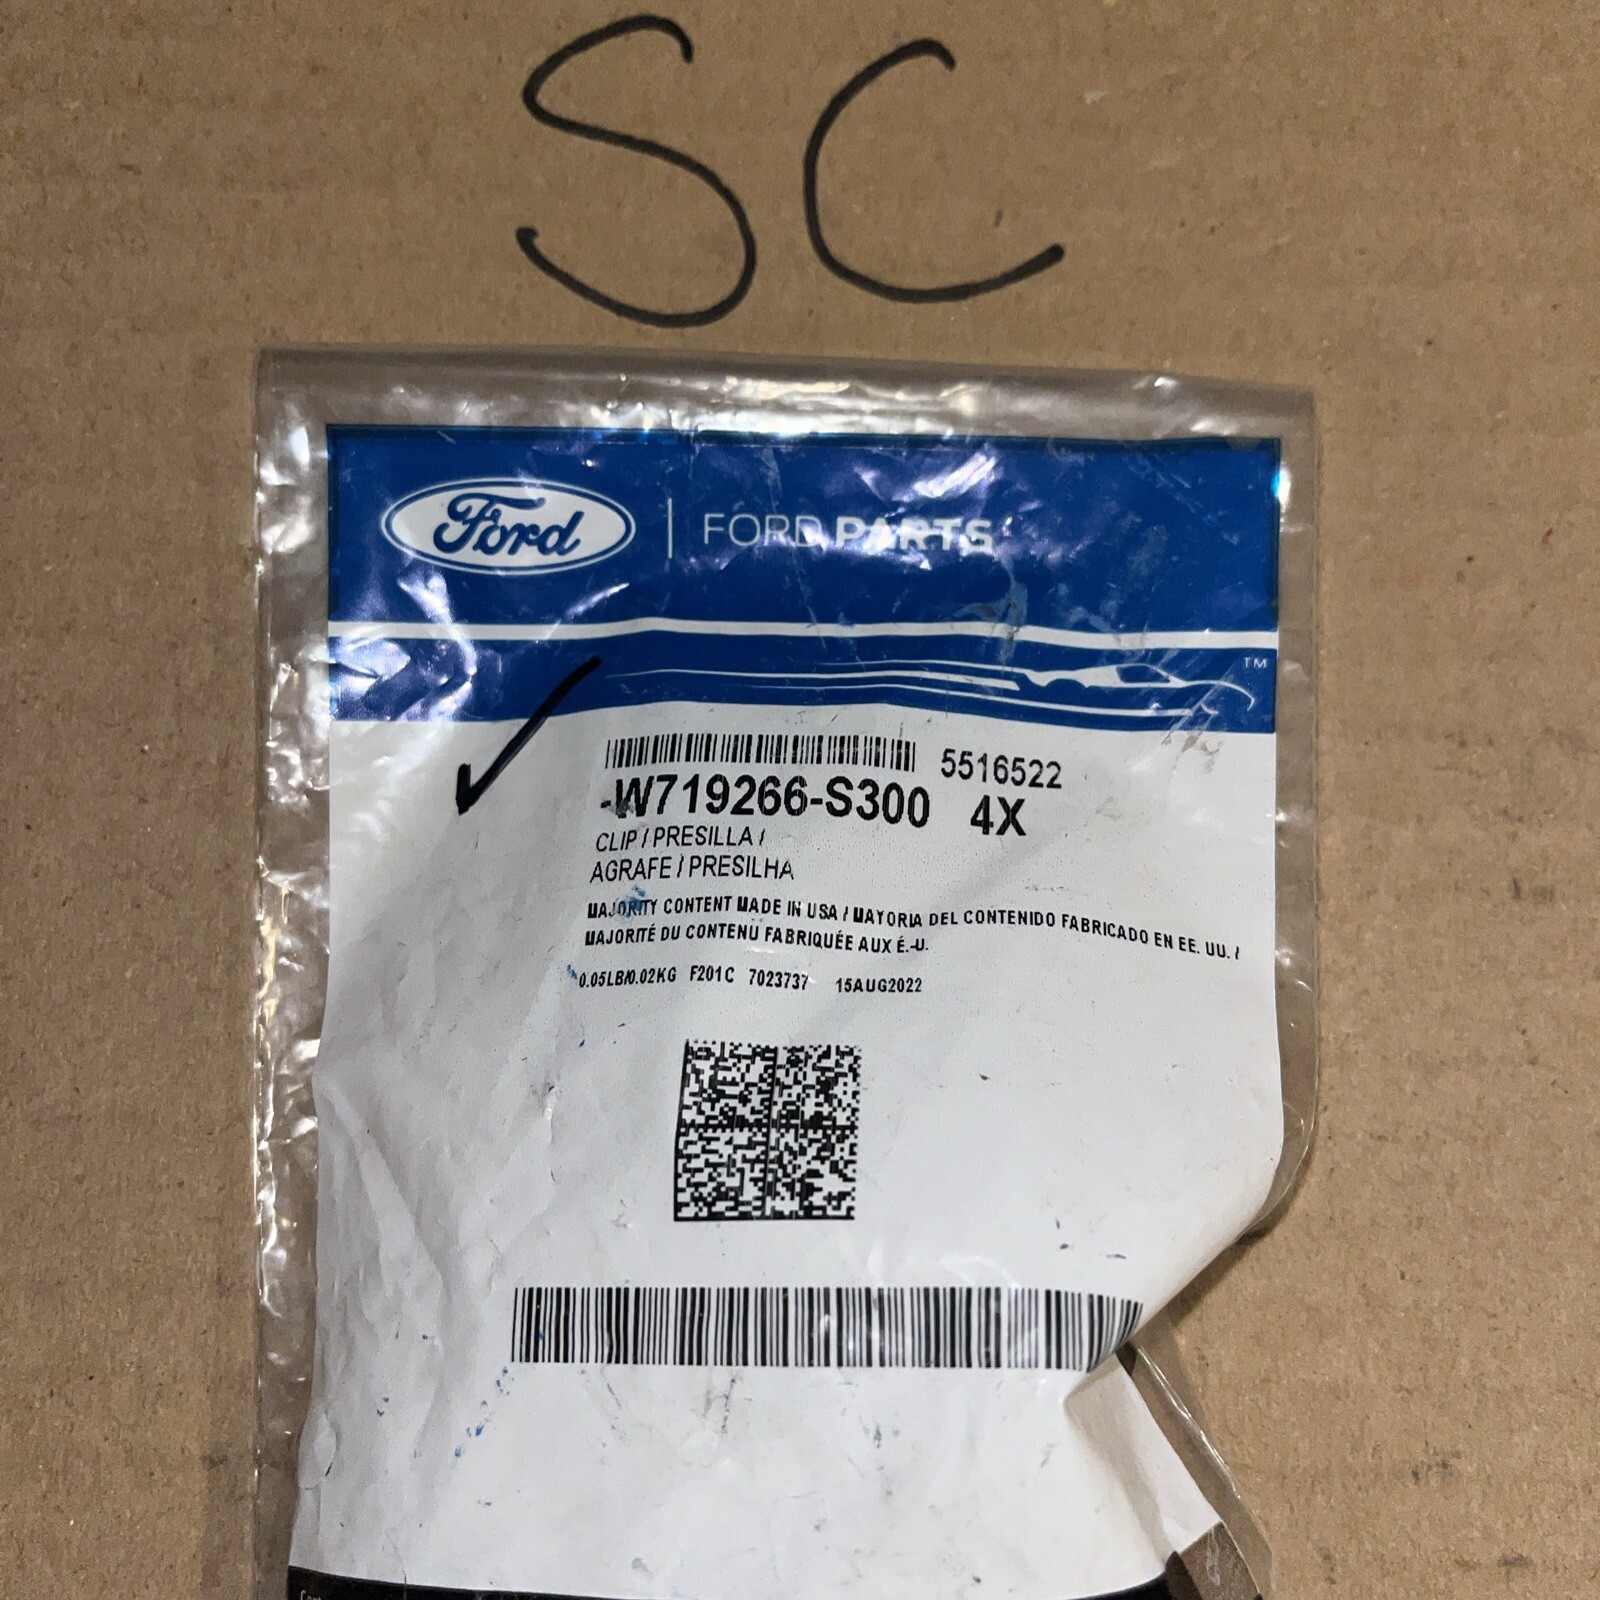 SC
Ford | FORD PARTS
TM
5516522
-W719266-S300 4X
CLIP / PRESILLA /
AGRAFE / PRESILHA
MAJORITY CONTENT MADE IN USA / MAYORIA DEL CONTENIDO FABRICADO EN EE. UU. /
MAJORITÉ DU CONTENU FABRIQUÉE AUX É.-U.
0.05LB/0.02KG F201C 7023737 15AUG2022